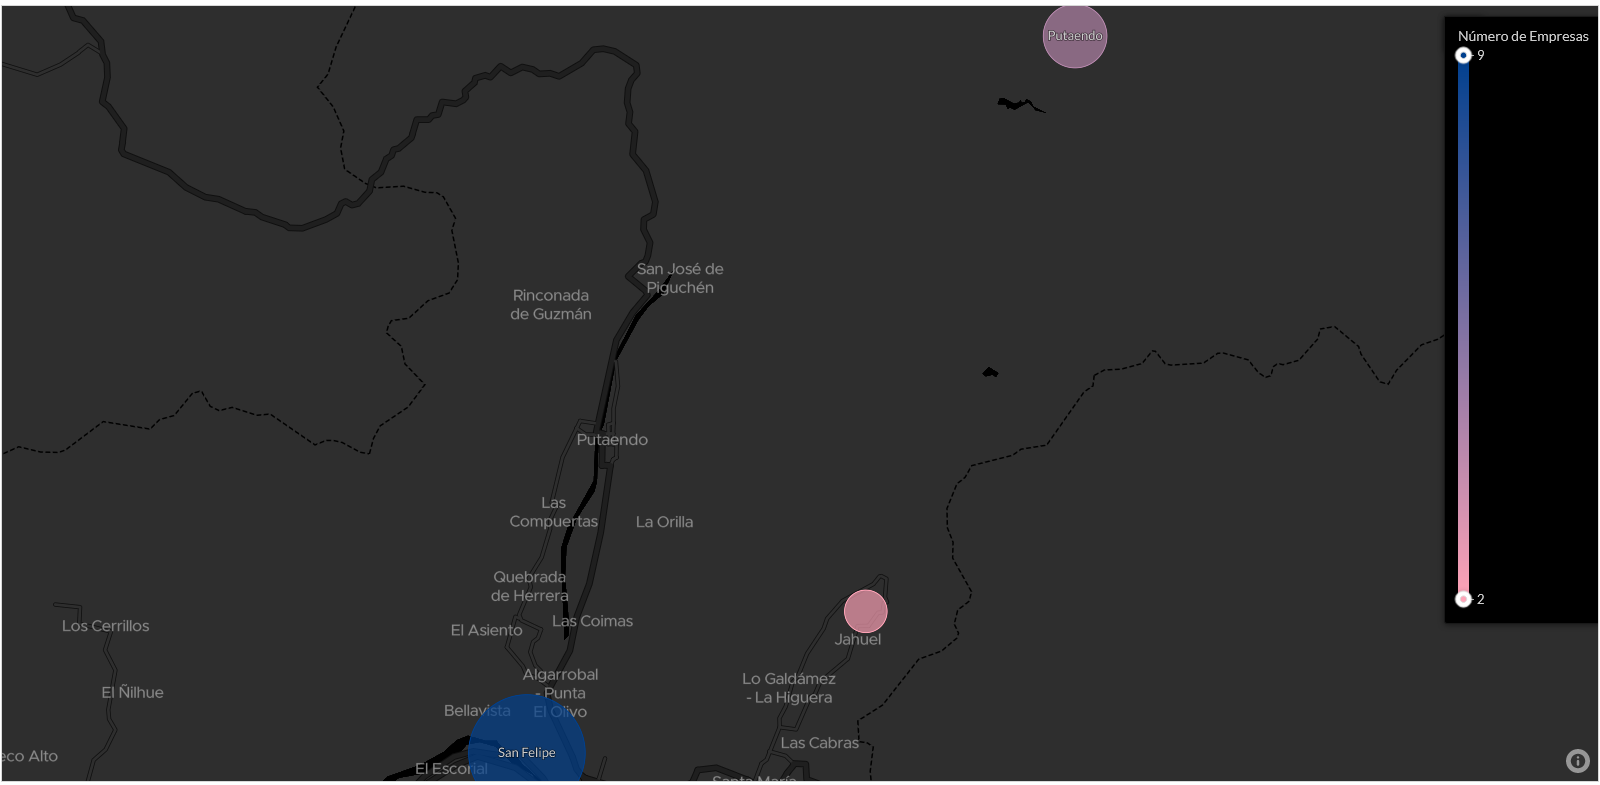 Putaendo
Número de Empresas
9
San José de
Piguchén
Rinconada
de Guzmán
Putaendo
Las
Compuertas
La Orilla
Quebrada
de Herrera
2
Las Coimas
Los Cerrillos
El Asiento
Jahuel
Algarrobal
- Punta
El Olivo
Lo Galdámez
- La Higuera
El Ñilhue
Bellavista
Las Cabras
San Felipe
eco Alto
El Escorial
Santa María